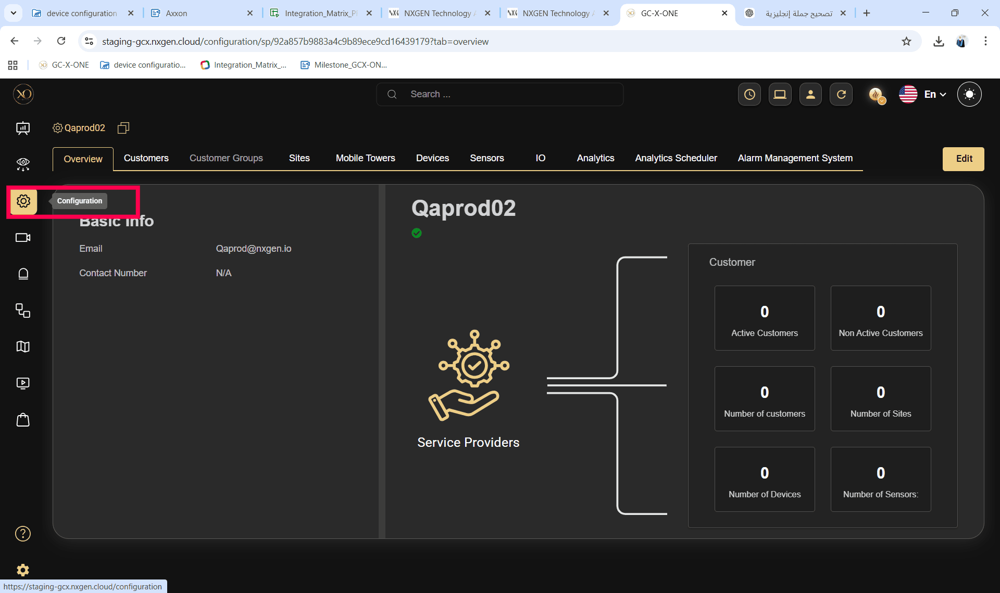 device configuration
Axxon
Integration_Matrix_P
NXGEN Technology
NXGEN Technology
GC-X-ONE
تصحيح جملة إنجليزية
staging-gcx.nxgen.cloud/configuration/sp/92a857b9883a4c9b89ece9cd16439179?tab=overview
GC-X-ONE
device configuratio...
Integration_Matrix_...
Milestone_GCX-ON...
XO
Search ...
En
Qaprod02
Overview
Customers
Customer Groups
Sites
Mobile Towers
Devices
Sensors
IO
Analytics
Analytics Scheduler
Alarm Management System
Edit
Configuration
Basic Info
Email
Qaprod@nxgen.io
Contact Number
N/A
Qaprod02
Service Providers
Customer
0
Active Customers
0
Non Active Customers
0
Number of customers
0
Number of Sites
0
Number of Devices
0
Number of Sensors:
https://staging-gcx.nxgen.cloud/configuration